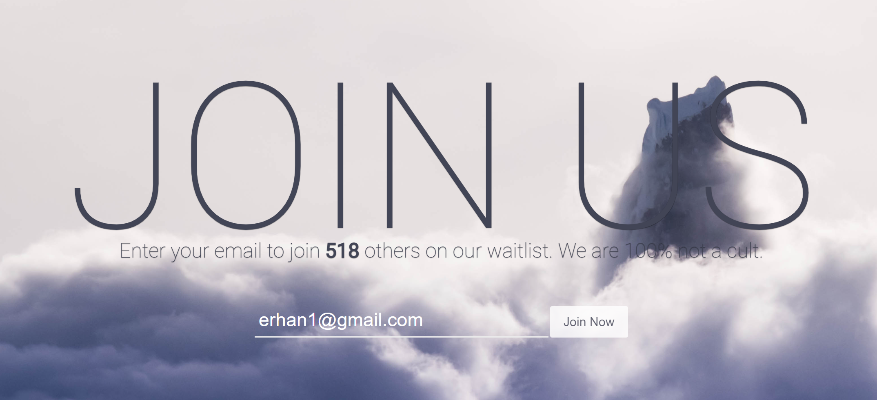 JOIN US
Enter your email to join 518 others on our waitlist. We are 100% not a cult.
erhan1@gmail.com
Join Now